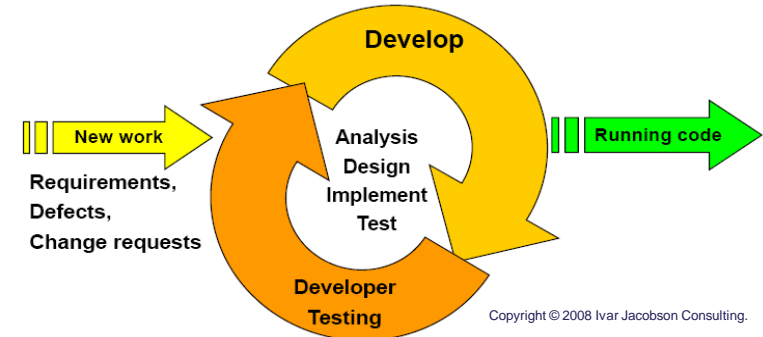 Develop
New work
Running code
Analysis
Design
Implement
Test
Requirements,
Defects,
Change requests
Developer
Testing
Copyright © 2008 Ivar Jacobson Consulting.